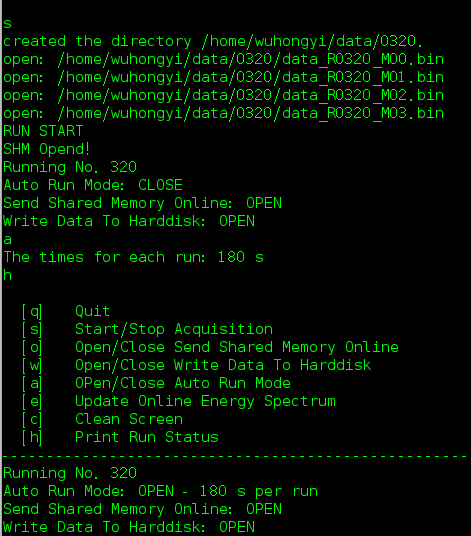 s
created the directory /home/wuhongyi/data/0320.
open: /home/wuhongyi/data/0320/data_R0320_M00.bin
open: /home/wuhongyi/data/0320/data_R0320_M01.bin
open: /home/wuhongyi/data/0320/data_R0320_M02.bin
open: /home/wuhongyi/data/0320/data_R0320_M03.bin
RUN START
SHM Opend!
Running No. 320
Auto Run Mode: CLOSE
Send Shared Memory Online: OPEN
Write Data To Harddisk: OPEN
a
The times for each run: 180 s
h
[q] Quit
[s] Start/Stop Acquisition
[o] Open/Close Send Shared Memory Online
[w] Open/Close Write Data To Harddisk
[a] OPen/Close Auto Run Mode
[e] Update Online Energy Spectrum
[c] Clean Screen
[h] Print Run Status
----------------------------------------------------
Running No. 320
Auto Run Mode: OPEN - 180 s per run
Send Shared Memory Online: OPEN
Write Data To Harddisk: OPEN